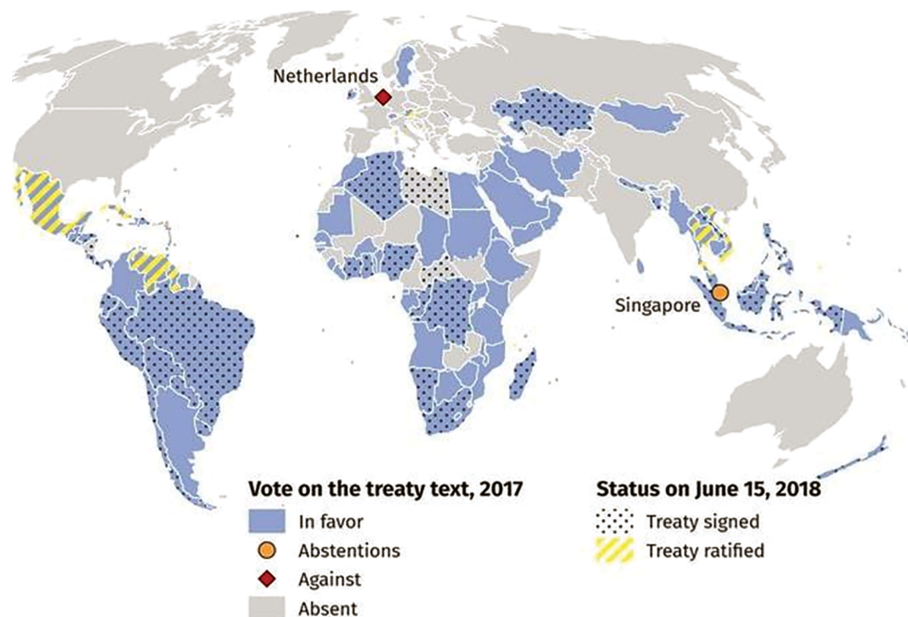 Netherlands
Singapore
Vote on the treaty text, 2017
In favor
Abstentions
Against
Absent
Status on June 15, 2018
Treaty signed
Treaty ratified